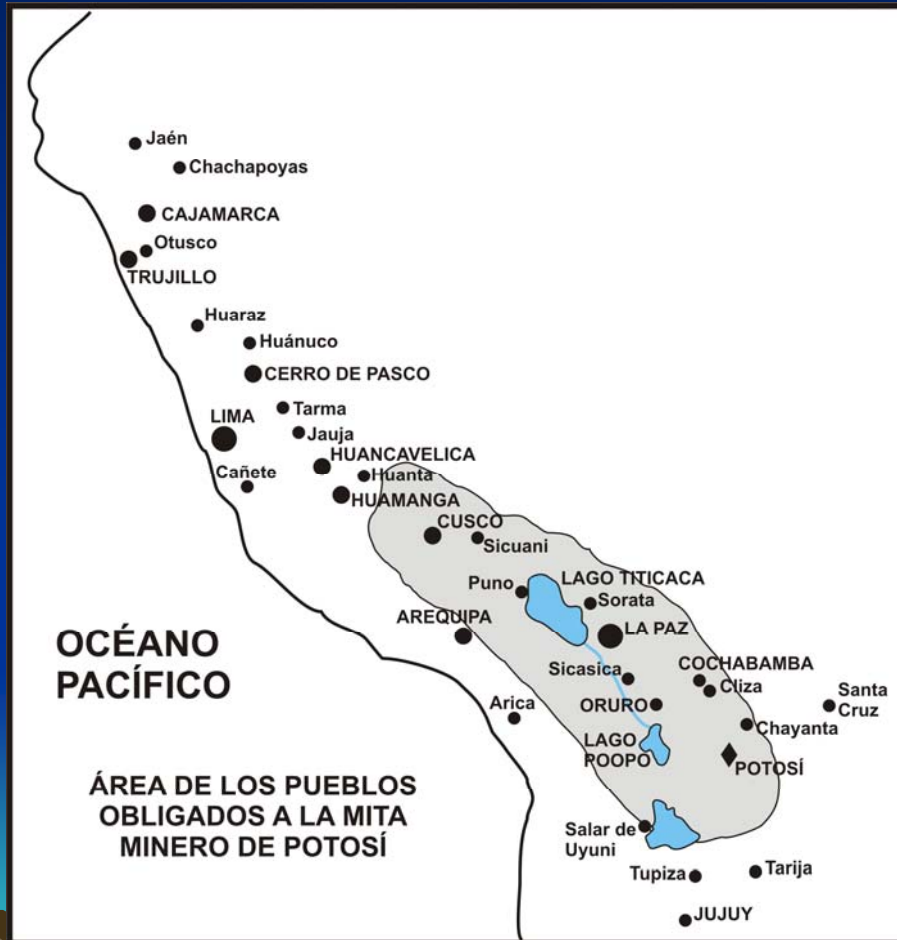 Jaén
Chachapoyas
CAJAMARCA
Otusco
TRUJILLO
Huaraz
Huánuco
CERRO DE PASCO
Tarma
LIMA
Jauja
HUANCAVELICA
Cañete
Huanta
HUAMANGA
CUSCO
Sicuani
Puno
LAGO TITICACA
Sorata
AREQUIPA
LA PAZ
OCÉANO
PACÍFICO
Sicasica
COCHABAMBA
Cliza
Arica
ORURO
Santa
Cruz
Chayanta
LAGO
POOPO
POTOSÍ
ÁREA DE LOS PUEBLOS
OBLIGADOS A LA MITA
MINERO DE POTOSÍ
Salar de
Uyuni
Tupiza
Tarija
JUJUY